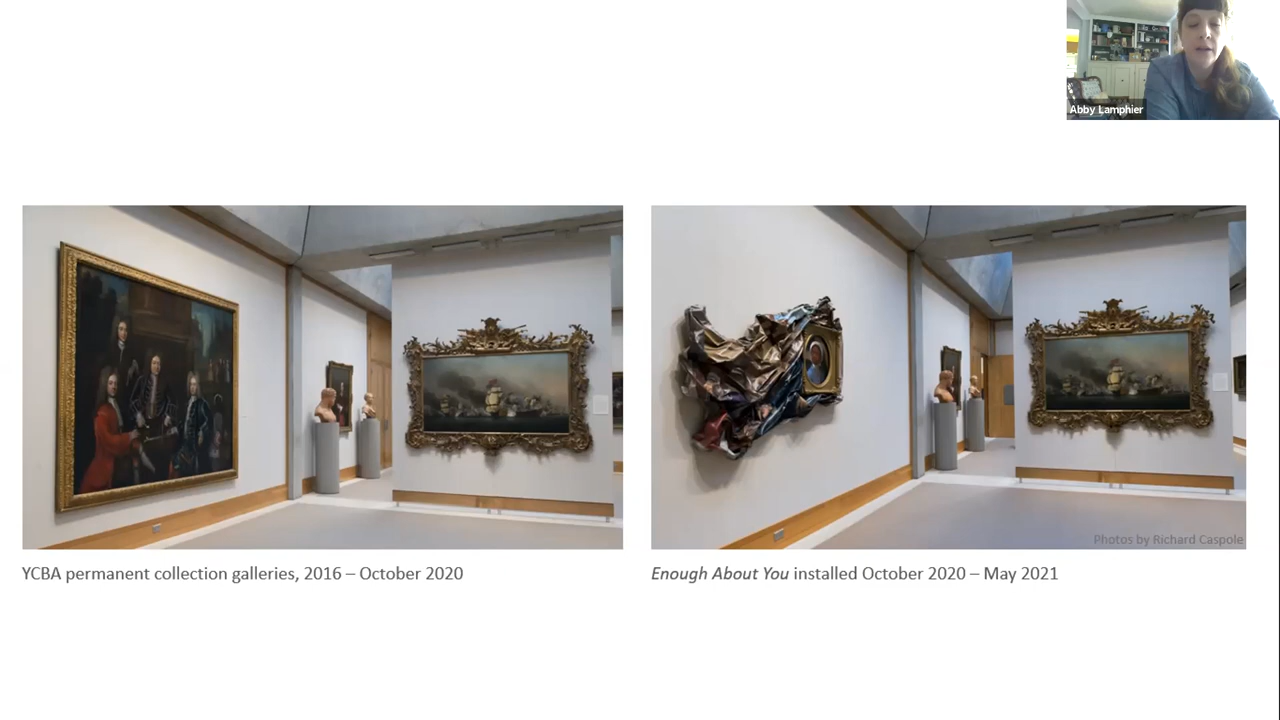 Abby Lamphier
Photos by Richard Caspole
YCBA permanent collection galleries, 2016 – October 2020
Enough About You installed October 2020 – May 2021